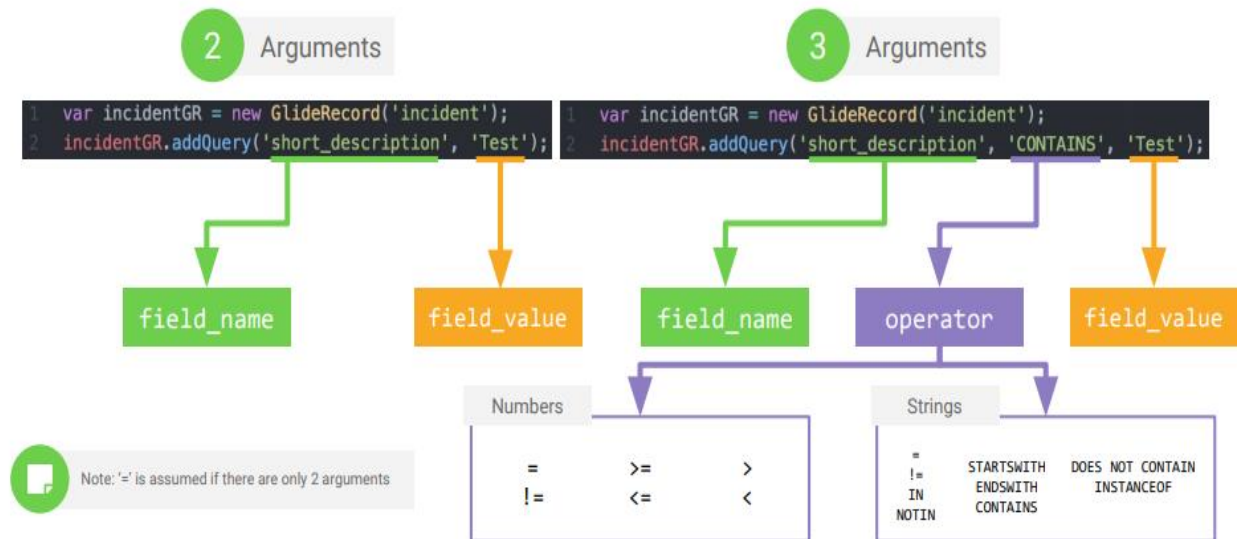 2 Arguments
1 var incidentGR = new GlideRecord('incident');
2 incidentGR.addQuery('short_description', 'Test');
field_name
field_value
Note: '=' is assumed if there are only 2 arguments
3 Arguments
1 var incidentGR = new GlideRecord('incident');
2 incidentGR.addQuery('short_description', 'CONTAINS', 'Test');
field_name
operator
field_value
Numbers
= >= >
!= <= <
Strings
=
!=
IN
NOTIN
STARTSWITH
ENDSWITH
CONTAINS
DOES NOT CONTAIN
INSTANCEOF